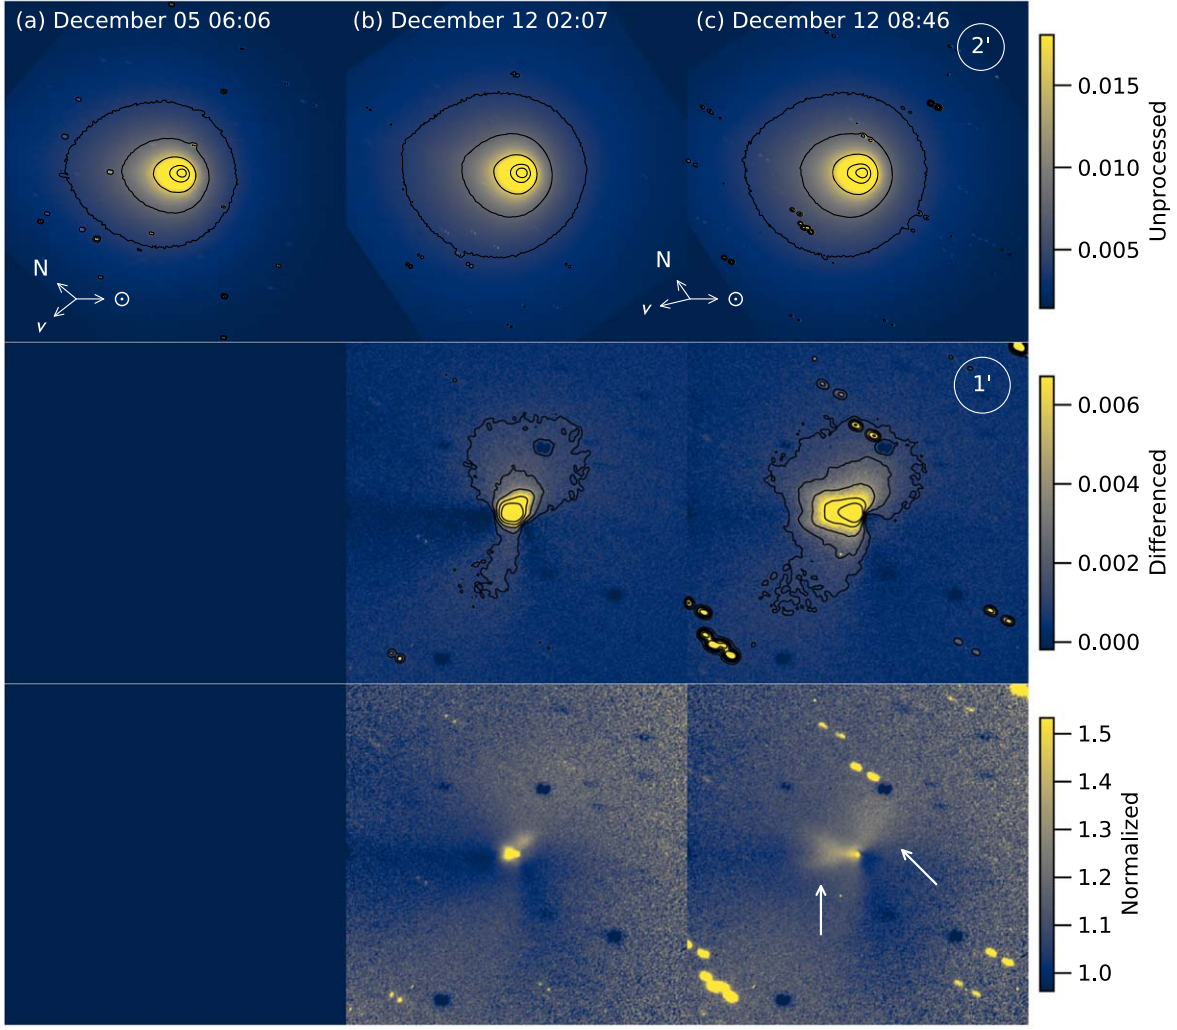 (a) December 05 06:06
(b) December 12 02:07
(c) December 12 08:46
2'
N
v
N
v
0.015
0.010
0.005
Unprocessed
1'
0.006
0.004
0.002
0.000
Differenced
1.5
1.4
1.3
1.2
1.1
1.0
Normalized